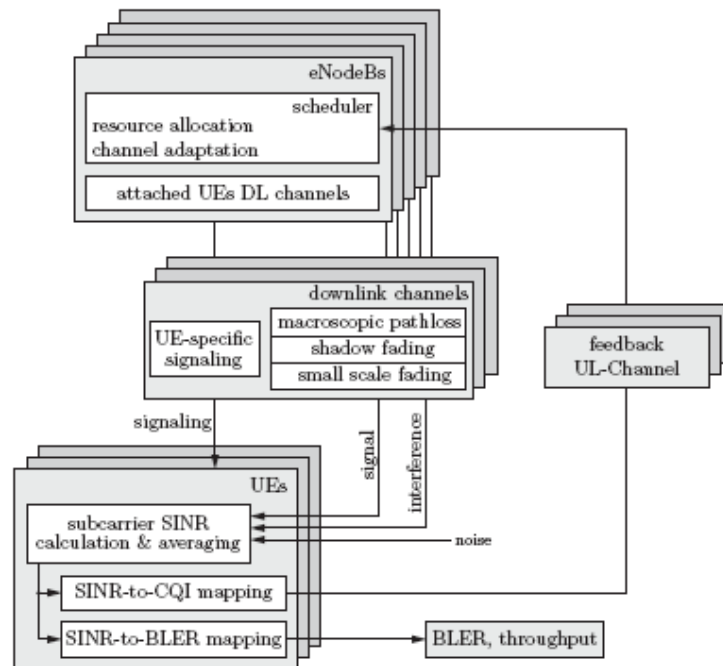 eNodeBs
scheduler
resource allocation
channel adaptation
attached UEs DL channels
downlink channels
UE-specific
signaling
macroscopic pathloss
shadow fading
small scale fading
feedback
UL-Channel
signaling
signal
interference
UEs
subcarrier SINR
calculation & averaging
noise
SINR-to-CQI mapping
SINR-to-BLER mapping
BLER, throughput